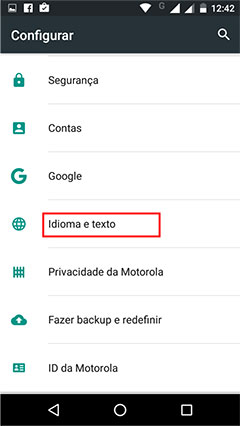 12:42
Configurar
Segurança
Contas
Google
Idioma e texto
Privacidade da Motorola
Fazer backup e redefinir
ID da Motorola